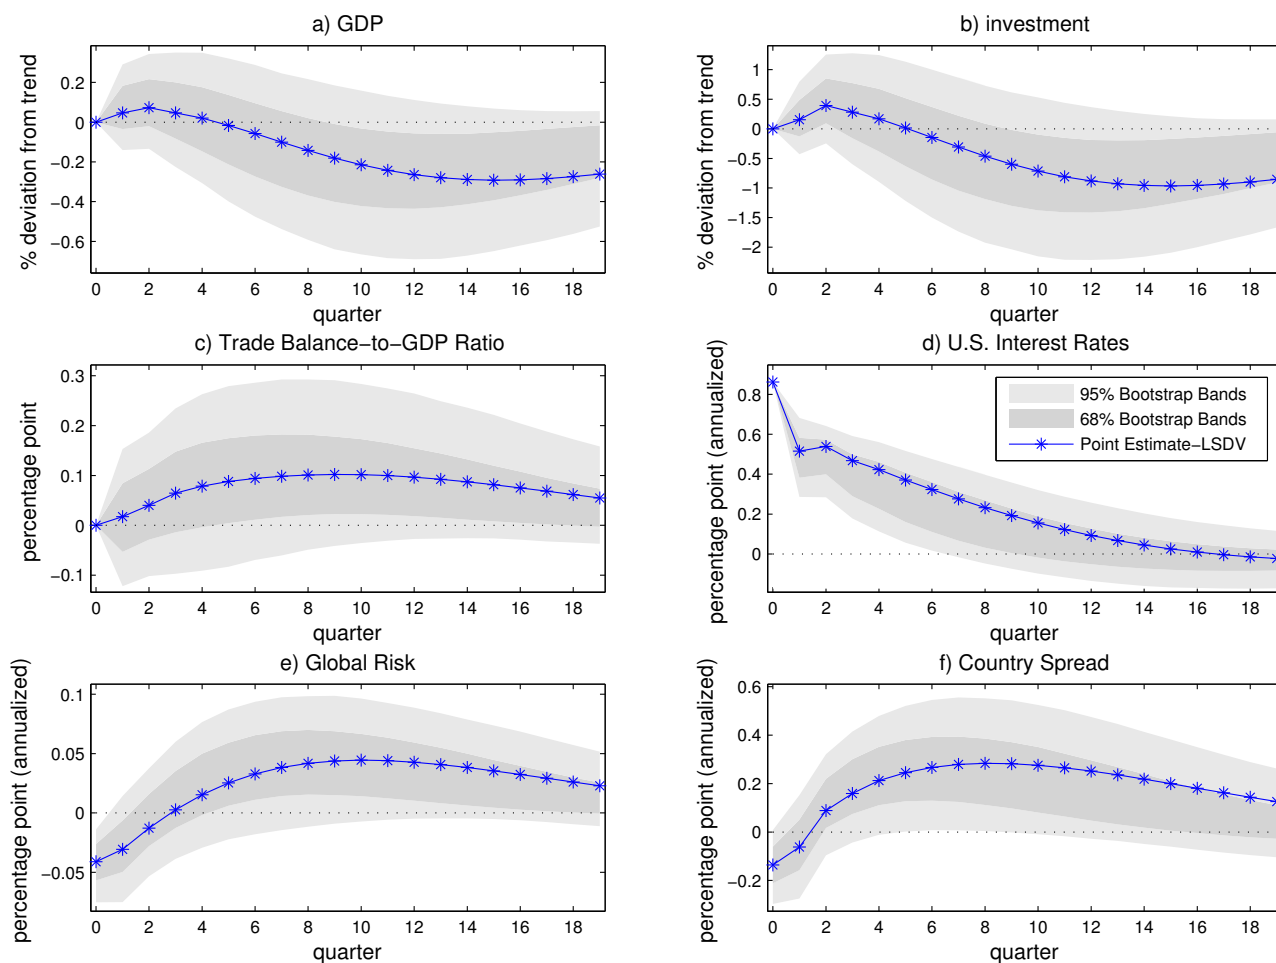 a) GDP
% deviation from trend
0.2
0
−0.2
−0.4
−0.6
0 2 4 6 8 10 12 14 16 18
quarter
b) investment
% deviation from trend
1
0.5
0
−0.5
−1
−1.5
−2
0 2 4 6 8 10 12 14 16 18
quarter
c) Trade Balance−to−GDP Ratio
percentage point
0.3
0.2
0.1
0
−0.1
0 2 4 6 8 10 12 14 16 18
quarter
d) U.S. Interest Rates
percentage point (annualized)
0.8
0.6
0.4
0.2
0
0 2 4 6 8 10 12 14 16 18
quarter
95% Bootstrap Bands
68% Bootstrap Bands
Point Estimate−LSDV
e) Global Risk
percentage point (annualized)
0.1
0.05
0
−0.05
0 2 4 6 8 10 12 14 16 18
quarter
f) Country Spread
percentage point (annualized)
0.6
0.4
0.2
0
−0.2
0 2 4 6 8 10 12 14 16 18
quarter